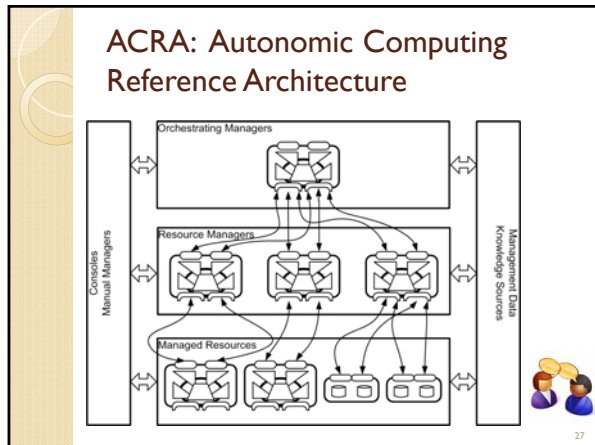 ACRA: Autonomic Computing
Reference Architecture
Orchestrating Managers
Consoles
Manual Managers
Resource Managers
Management Data
Knowledge Sources
Managed Resources
27